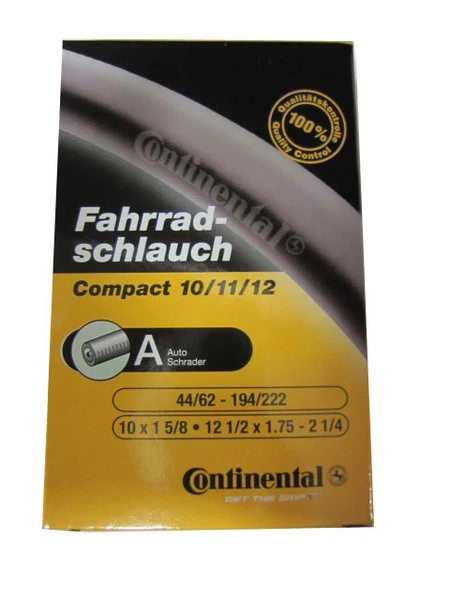 Qualitätskontrolle
100%
Quality Control
Continental
Fahrrad-
schlauch
Compact 10/11/12
A Auto
Schrader
44/62 - 194/222
10 x 1 5/8 • 12 1/2 x 1.75 - 2 1/4
Continental
GET THE GRIP